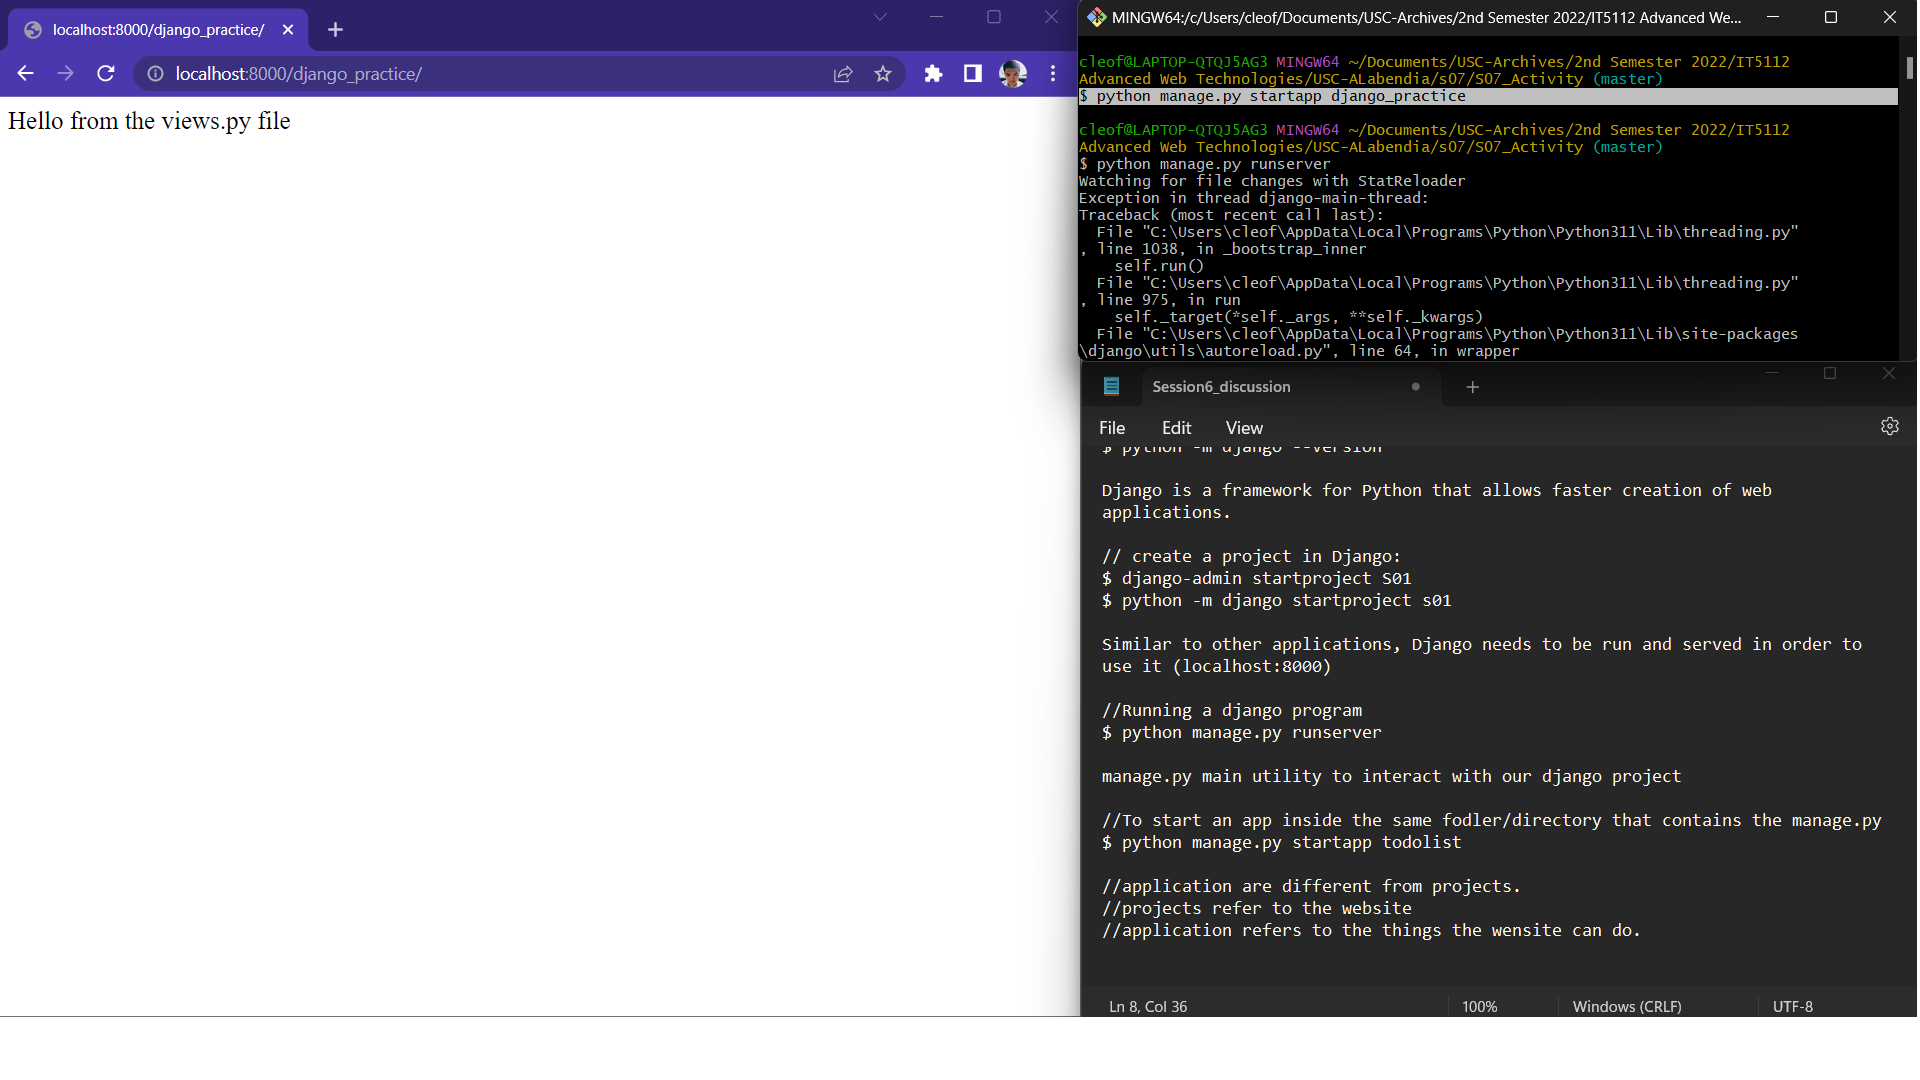 localhost:8000/django_practice/
localhost:8000/django_practice/
Hello from the views.py file
MINGW64:/c/Users/cleof/Documents/USC-Archives/2nd Semester 2022/IT5112 Advanced We...
cleof@LAPTOP-QTQJ5AG3 MINGW64 ~/Documents/USC-Archives/2nd Semester 2022/IT5112
Advanced Web Technologies/USC-ALabendia/s07/S07_Activity (master)
$ python manage.py startapp django_practice
cleof@LAPTOP-QTQJ5AG3 MINGW64 ~/Documents/USC-Archives/2nd Semester 2022/IT5112
Advanced Web Technologies/USC-ALabendia/s07/S07_Activity (master)
$ python manage.py runserver
Watching for file changes with StatReloader
Exception in thread django-main-thread:
Traceback (most recent call last):
  File "C:\Users\cleof\AppData\Local\Programs\Python\Python311\Lib\threading.py"
, line 1038, in _bootstrap_inner
    self.run()
  File "C:\Users\cleof\AppData\Local\Programs\Python\Python311\Lib\threading.py"
, line 975, in run
    self._target(*self._args, **self._kwargs)
  File "C:\Users\cleof\AppData\Local\Programs\Python\Python311\Lib\site-packages
\django\utils\autoreload.py", line 64, in wrapper
Session6_discussion
File Edit View
$ python -m django --version
Django is a framework for Python that allows faster creation of web
applications.
// create a project in Django:
$ django-admin startproject S01
$ python -m django startproject s01
Similar to other applications, Django needs to be run and served in order to
use it (localhost:8000)
//Running a django program
$ python manage.py runserver
manage.py main utility to interact with our django project
//To start an app inside the same fodler/directory that contains the manage.py
$ python manage.py startapp todolist
//application are different from projects.
//projects refer to the website
//application refers to the things the wensite can do.
Ln 8, Col 36 100% Windows (CRLF) UTF-8